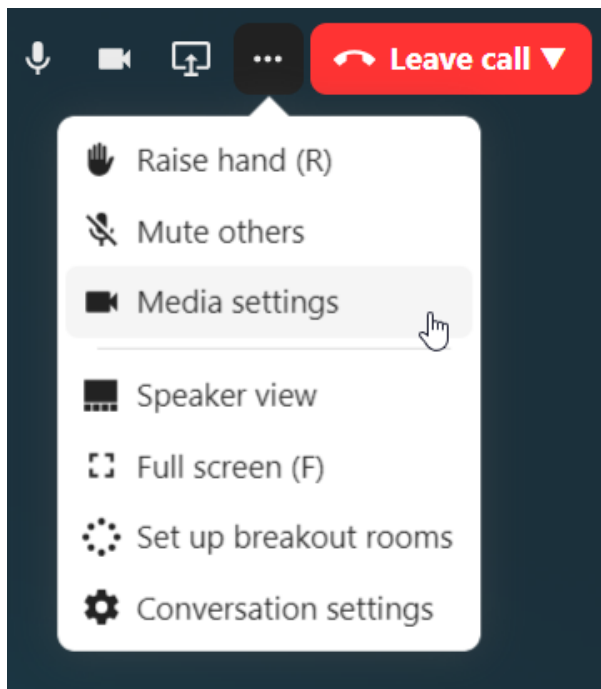 Leave call
Raise hand (R)
Mute others
Media settings
Speaker view
Full screen (F)
Set up breakout rooms
Conversation settings